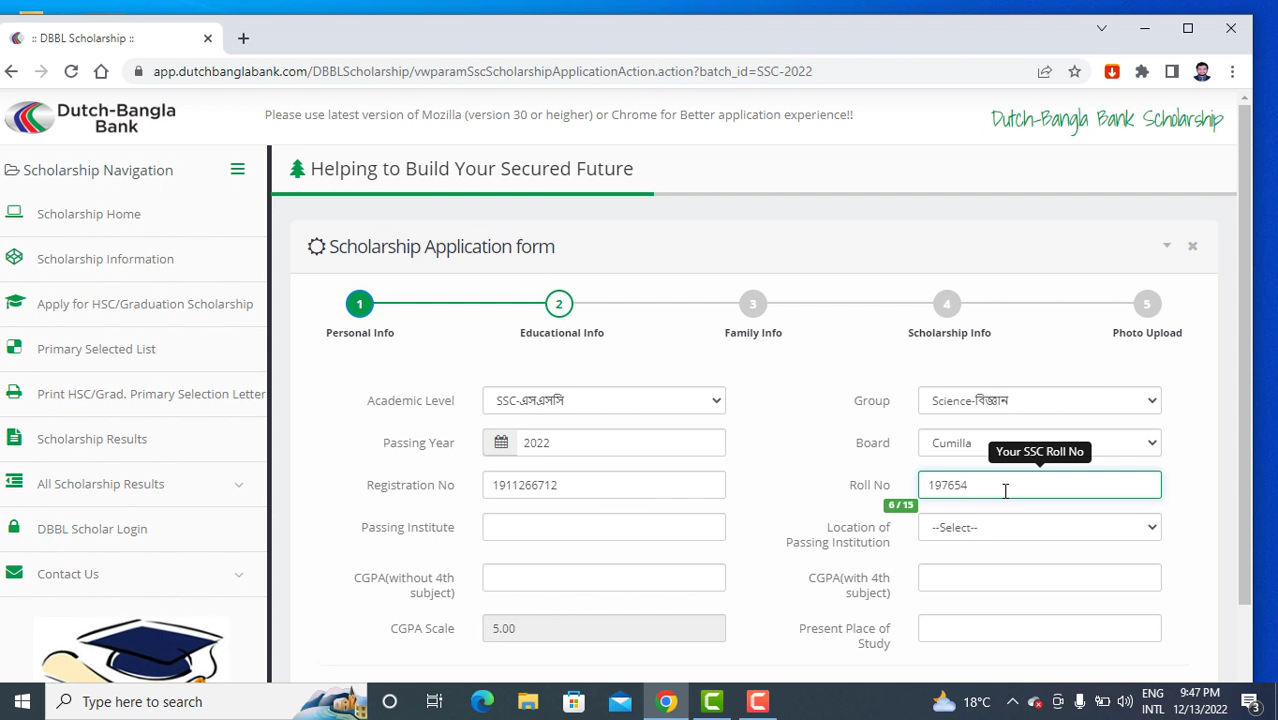 :: DBBL Scholarship ::
app.dutchbanglabank.com/DBBLScholarship/vwparamSscScholarshipApplicationAction.action?batch_id=SSC-2022
Dutch-Bangla
Bank
Please use latest version of Mozilla (version 30 or heigher) or Chrome for Better application experience!!
Dutch-Bangla Bank Scholarship
Scholarship Navigation
Helping to Build Your Secured Future
Scholarship Home
Scholarship Information
Apply for HSC/Graduation Scholarship
Primary Selected List
Print HSC/Grad. Primary Selection Letter
Scholarship Results
All Scholarship Results
DBBL Scholar Login
Contact Us
Scholarship Application form
1 2 3 4 5
Personal Info Educational Info Family Info Scholarship Info Photo Upload
Academic Level SSC-এসএসসি Group Science-বিজ্ঞান
Passing Year 2022 Board Cumilla
Your SSC Roll No
Registration No 1911266712 Roll No 197654
6 / 15
Passing Institute Location of Passing Institution --Select--
CGPA(without 4th subject) CGPA(with 4th subject)
CGPA Scale 5.00 Present Place of Study
Type here to search
18°C
ENG
INTL
9:47 PM
12/13/2022
3